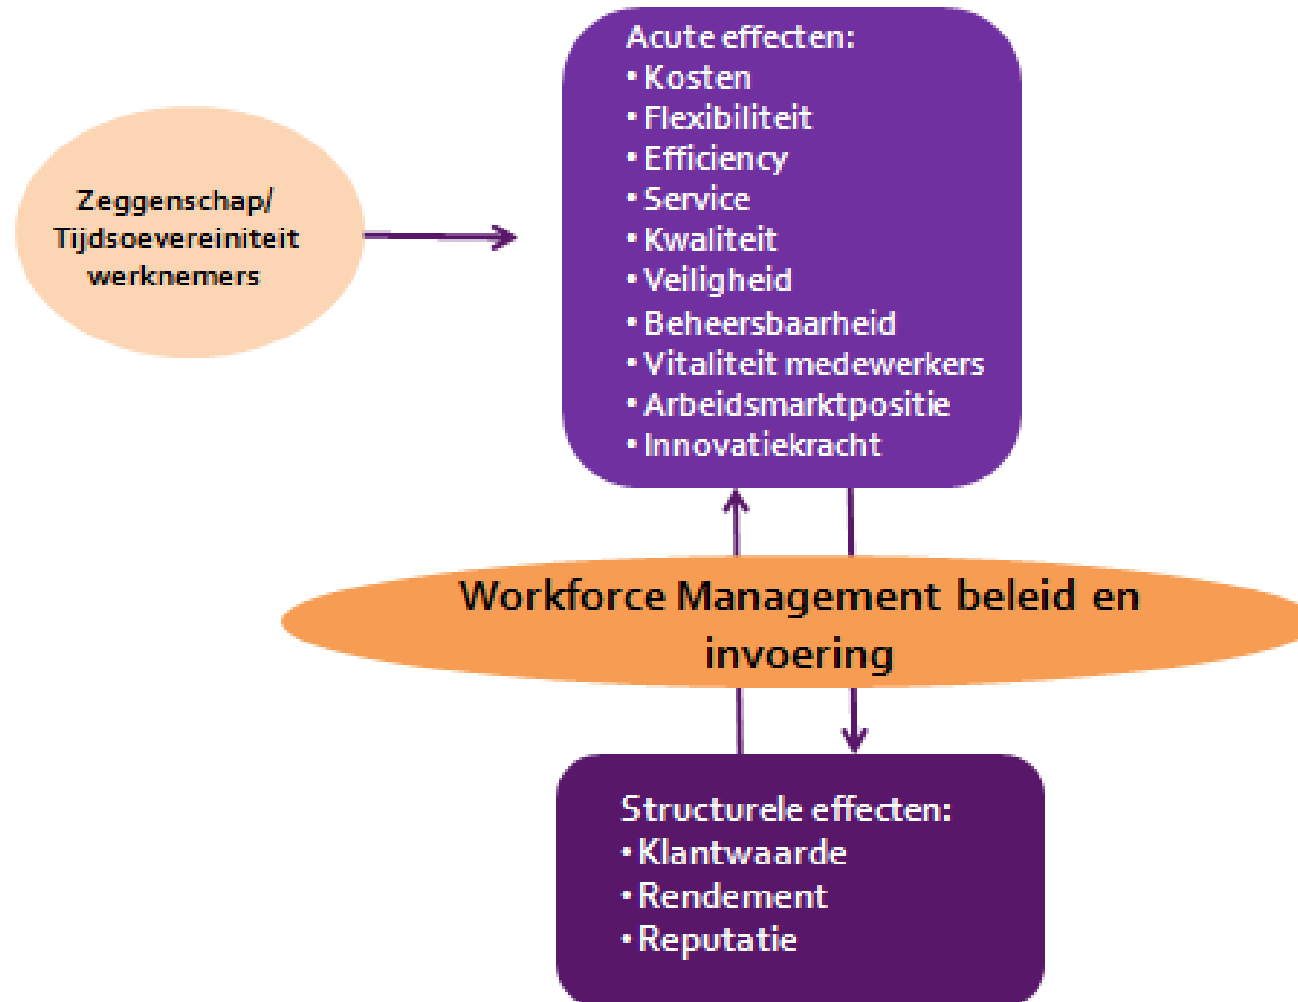 Acute effecten:
• Kosten
• Flexibiliteit
• Efficiency
• Service
• Kwaliteit
• Veiligheid
• Beheersbaarheid
• Vitaliteit medewerkers
• Arbeidsmarktpositie
• Innovatiekracht
Zeggenschap/
Tijdsoevereiniteit
werknemers
Workforce Management beleid en
invoering
Structurele effecten:
• Klantwaarde
• Rendement
• Reputatie